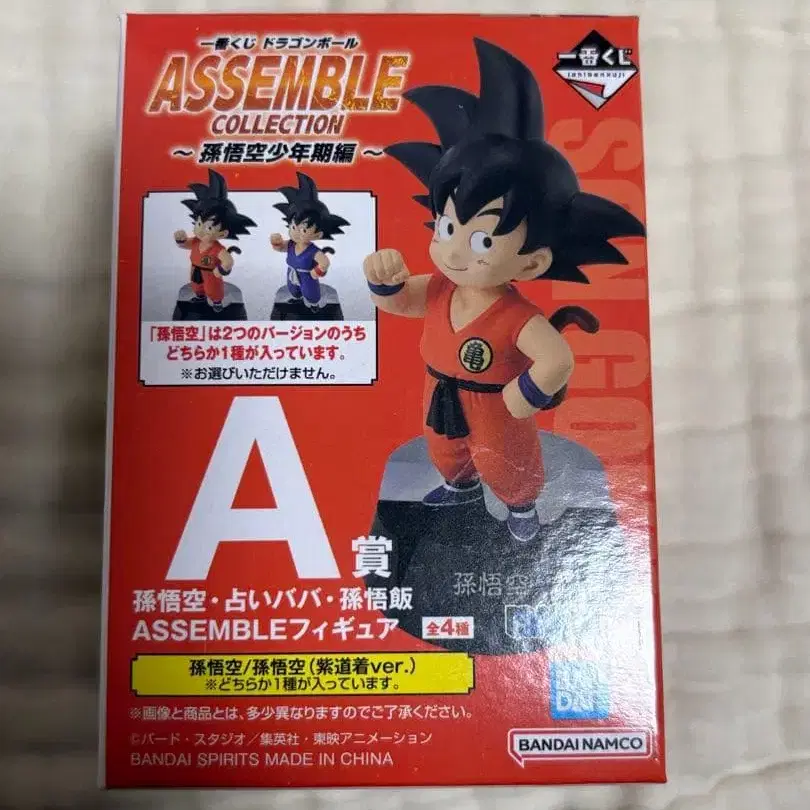 一番くじ ドラゴンボール
ASSEMBLE
COLLECTION
～ 孫悟空少年期編 ～
一番くじ
ichibankuji
SON GO
「孫悟空」は2つのバージョンのうち
どちらか1種が入っています。
※お選びいただけません。
亀
A賞
孫悟空
孫悟空・占いババ・孫悟飯
ASSEMBLEフィギュア 全4種
孫悟空/孫悟空(紫道着ver.)
※どちらか1種が入っています。
※画像と商品とは、多少異なりますのでご了承ください。
©バード・スタジオ／集英社・東映アニメーション
BANDAI SPIRITS MADE IN CHINA
BANDAI NAMCO